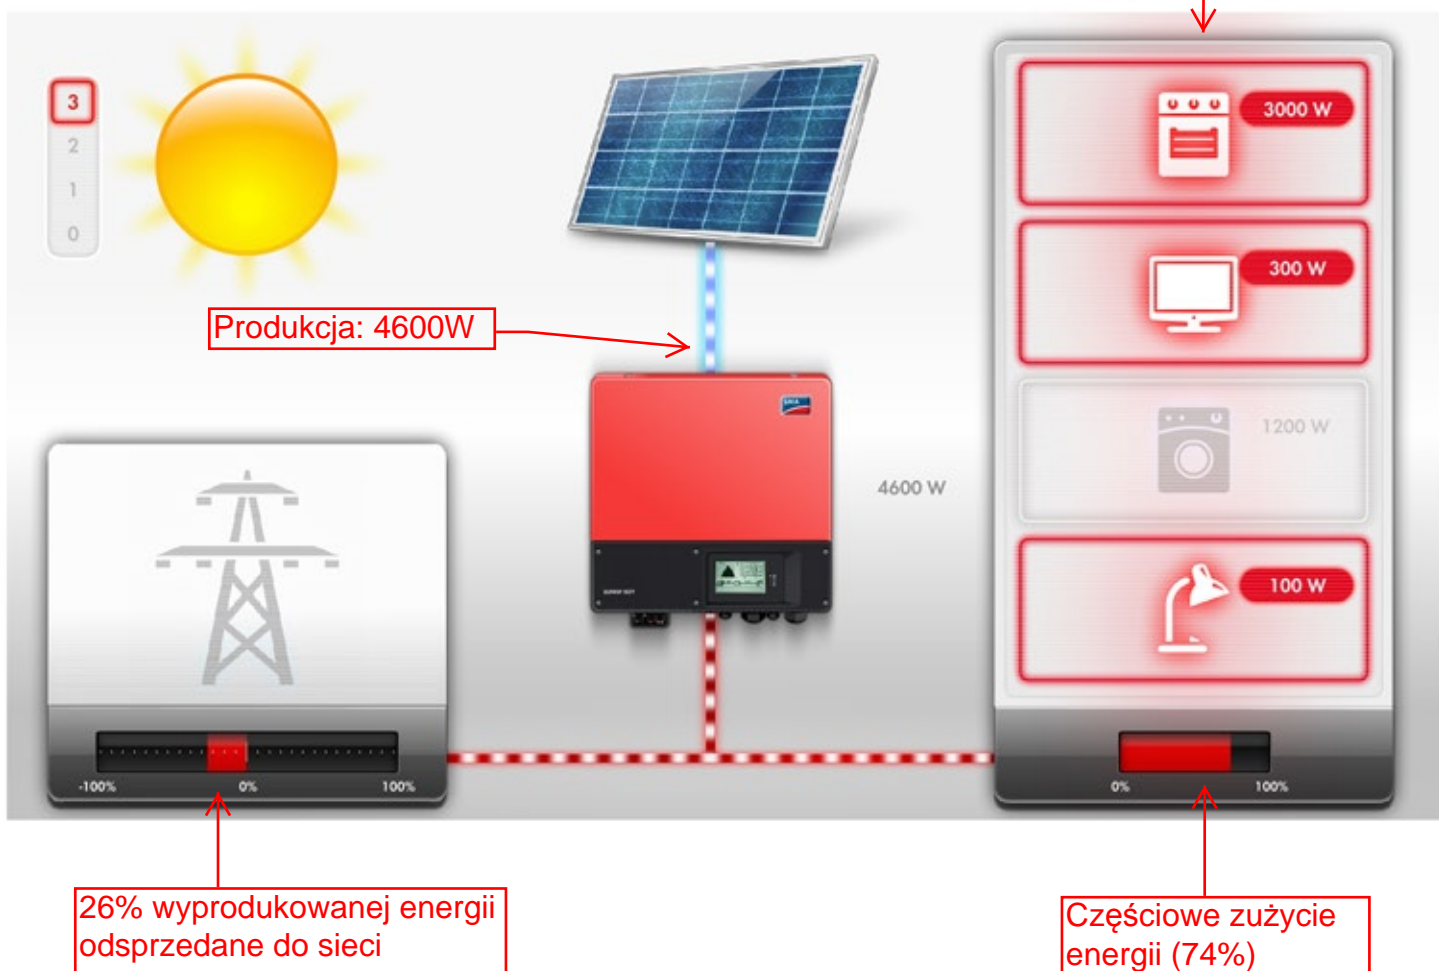 3
2
1
0
3000 W
300 W
Produkcja: 4600W
SMA
1200 W
4600 W
100 W
-100%
0%
100%
0%
100%
26% wyprodukowanej energii
odsprzedane do sieci
Częściowe zużycie
energii (74%)